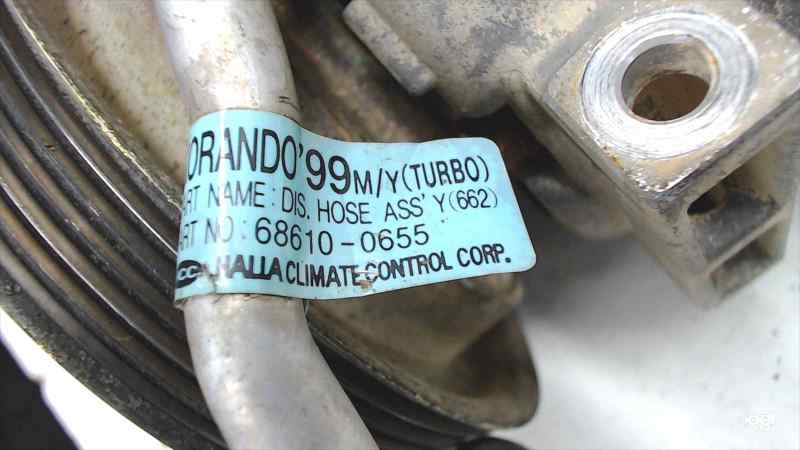 ORANDO'99M/Y(TURBO)
ART NAME: DIS. HOSE ASS'Y(662)
ART NO: 68610-0655
HALLA CLIMATE CONTROL CORP.